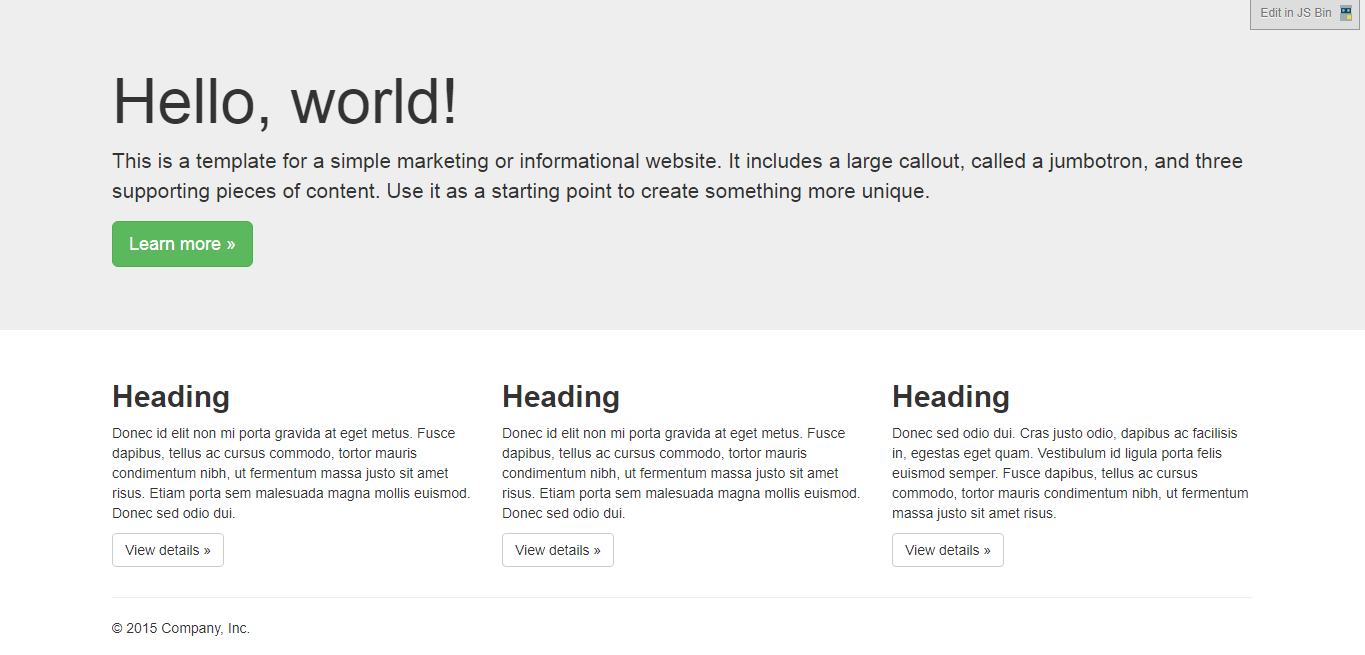 Edit in JS Bin
Hello, world!
This is a template for a simple marketing or informational website. It includes a large callout, called a jumbotron, and three
supporting pieces of content. Use it as a starting point to create something more unique.
Learn more »
Heading
Donec id elit non mi porta gravida at eget metus. Fusce
dapibus, tellus ac cursus commodo, tortor mauris
condimentum nibh, ut fermentum massa justo sit amet
risus. Etiam porta sem malesuada magna mollis euismod.
Donec sed odio dui.
View details »
Heading
Donec id elit non mi porta gravida at eget metus. Fusce
dapibus, tellus ac cursus commodo, tortor mauris
condimentum nibh, ut fermentum massa justo sit amet
risus. Etiam porta sem malesuada magna mollis euismod.
Donec sed odio dui.
View details »
Heading
Donec sed odio dui. Cras justo odio, dapibus ac facilisis
in, egestas eget quam. Vestibulum id ligula porta felis
euismod semper. Fusce dapibus, tellus ac cursus
commodo, tortor mauris condimentum nibh, ut fermentum
massa justo sit amet risus.
View details »
© 2015 Company, Inc.